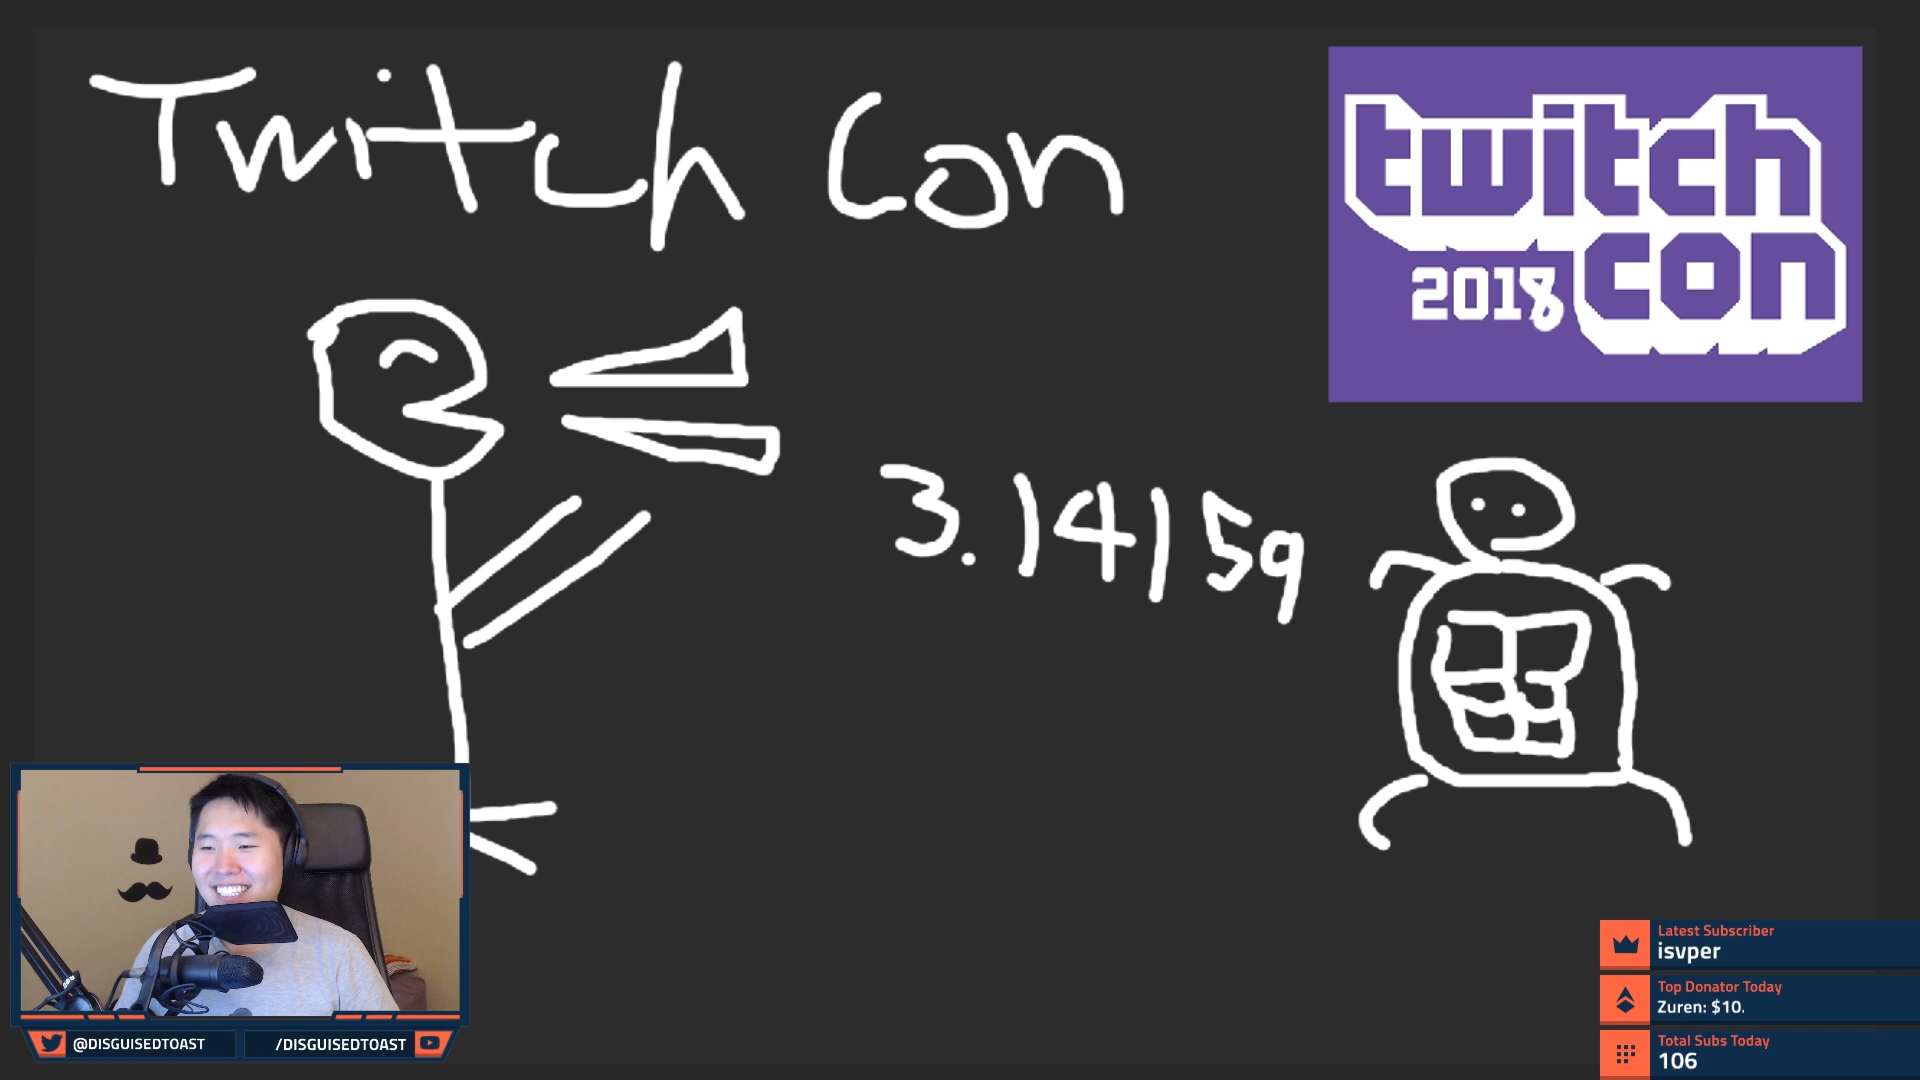 Twitch Con
twitch
con
2018
3.14159
@DISGUISEDTOAST
/DISGUISEDTOAST
Latest Subscriber
isvper
Top Donator Today
Zuren: $10.
Total Subs Today
106